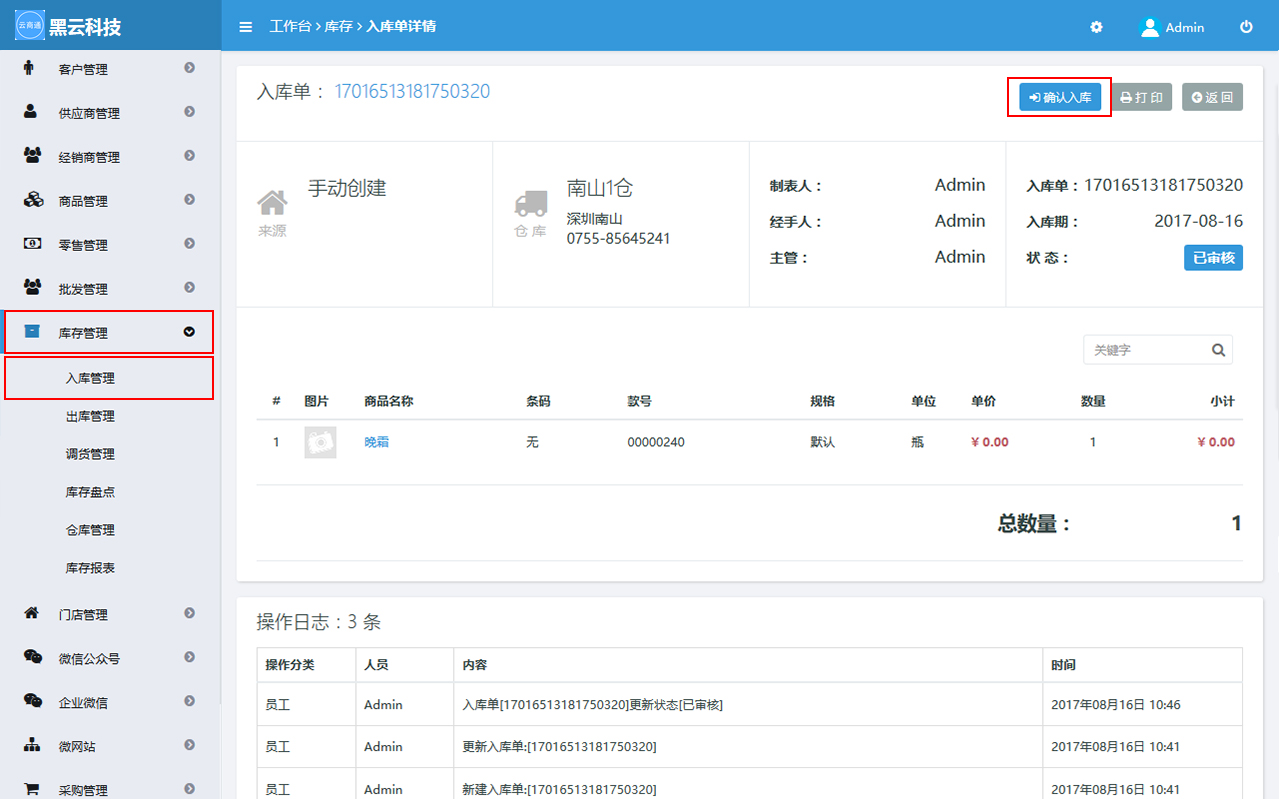 云商通 黑云科技
工作台 > 库存 > 入库单详情
Admin
客户管理
供应商管理
经销商管理
商品管理
零售管理
批发管理
库存管理
入库管理
出库管理
调货管理
库存盘点
仓库管理
库存报表
门店管理
微信公众号
企业微信
微网站
采购管理
入库单： 17016513181750320
确认入库 打 印 返 回
手动创建
来源
南山1仓
深圳南山
0755-85645241
仓 库
制表人： Admin
经手人： Admin
主管： Admin
入库单：17016513181750320
入库期： 2017-08-16
状 态： 已审核
关键字
# 图片 商品名称 条码 款号 规格 单位 单价 数量 小计
1 晚霜 无 00000240 默认 瓶 ¥ 0.00 1 ¥ 0.00
总数量： 1
操作日志：3 条
操作分类 人员 内容 时间
员工 Admin 入库单[17016513181750320]更新状态[已审核] 2017年08月16日 10:46
员工 Admin 更新入库单:[17016513181750320] 2017年08月16日 10:41
员工 Admin 新建入库单:[17016513181750320] 2017年08月16日 10:41